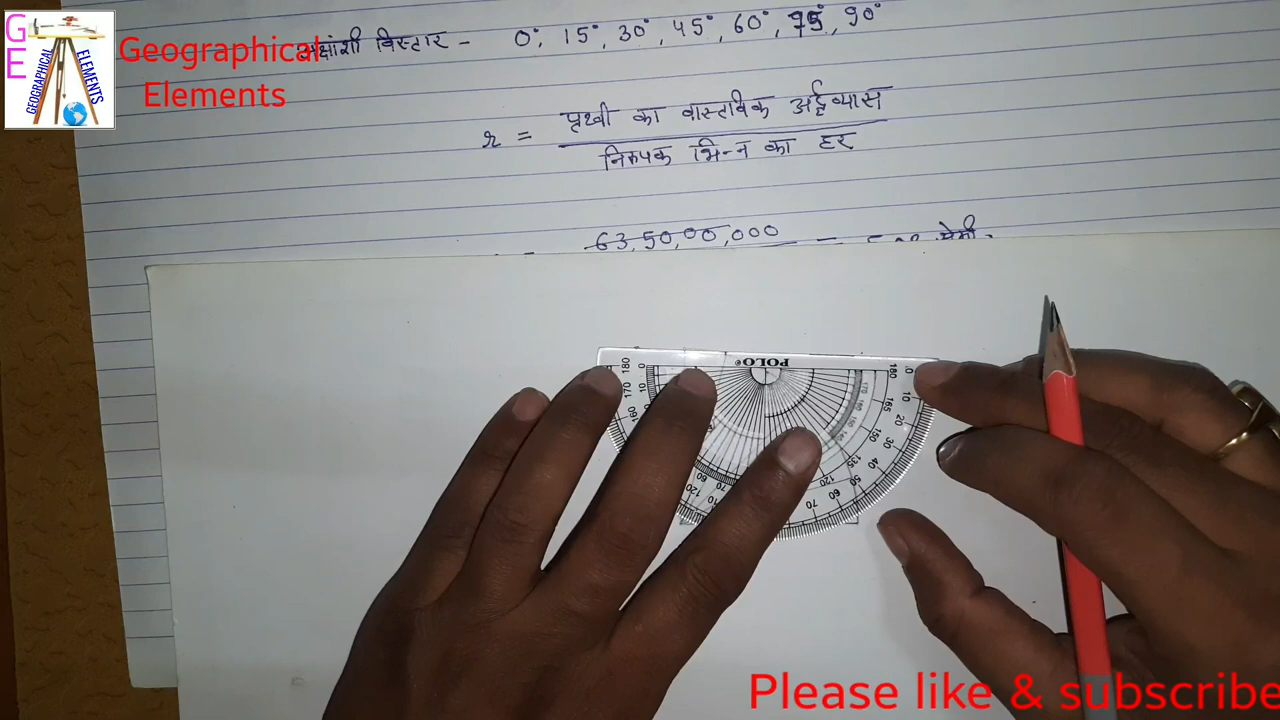 GE
GEOGRAPHICAL ELEMENTS
Geographical
Elements
विस्तार - 0°, 15°, 30°, 45°, 60°, 75°, 90°
r = पृथ्वी का वास्तविक अर्द्धव्यास
निरूपक भिन्न का हर
63,50,00,000
सेमी.
POLO®
Please like & subscribe